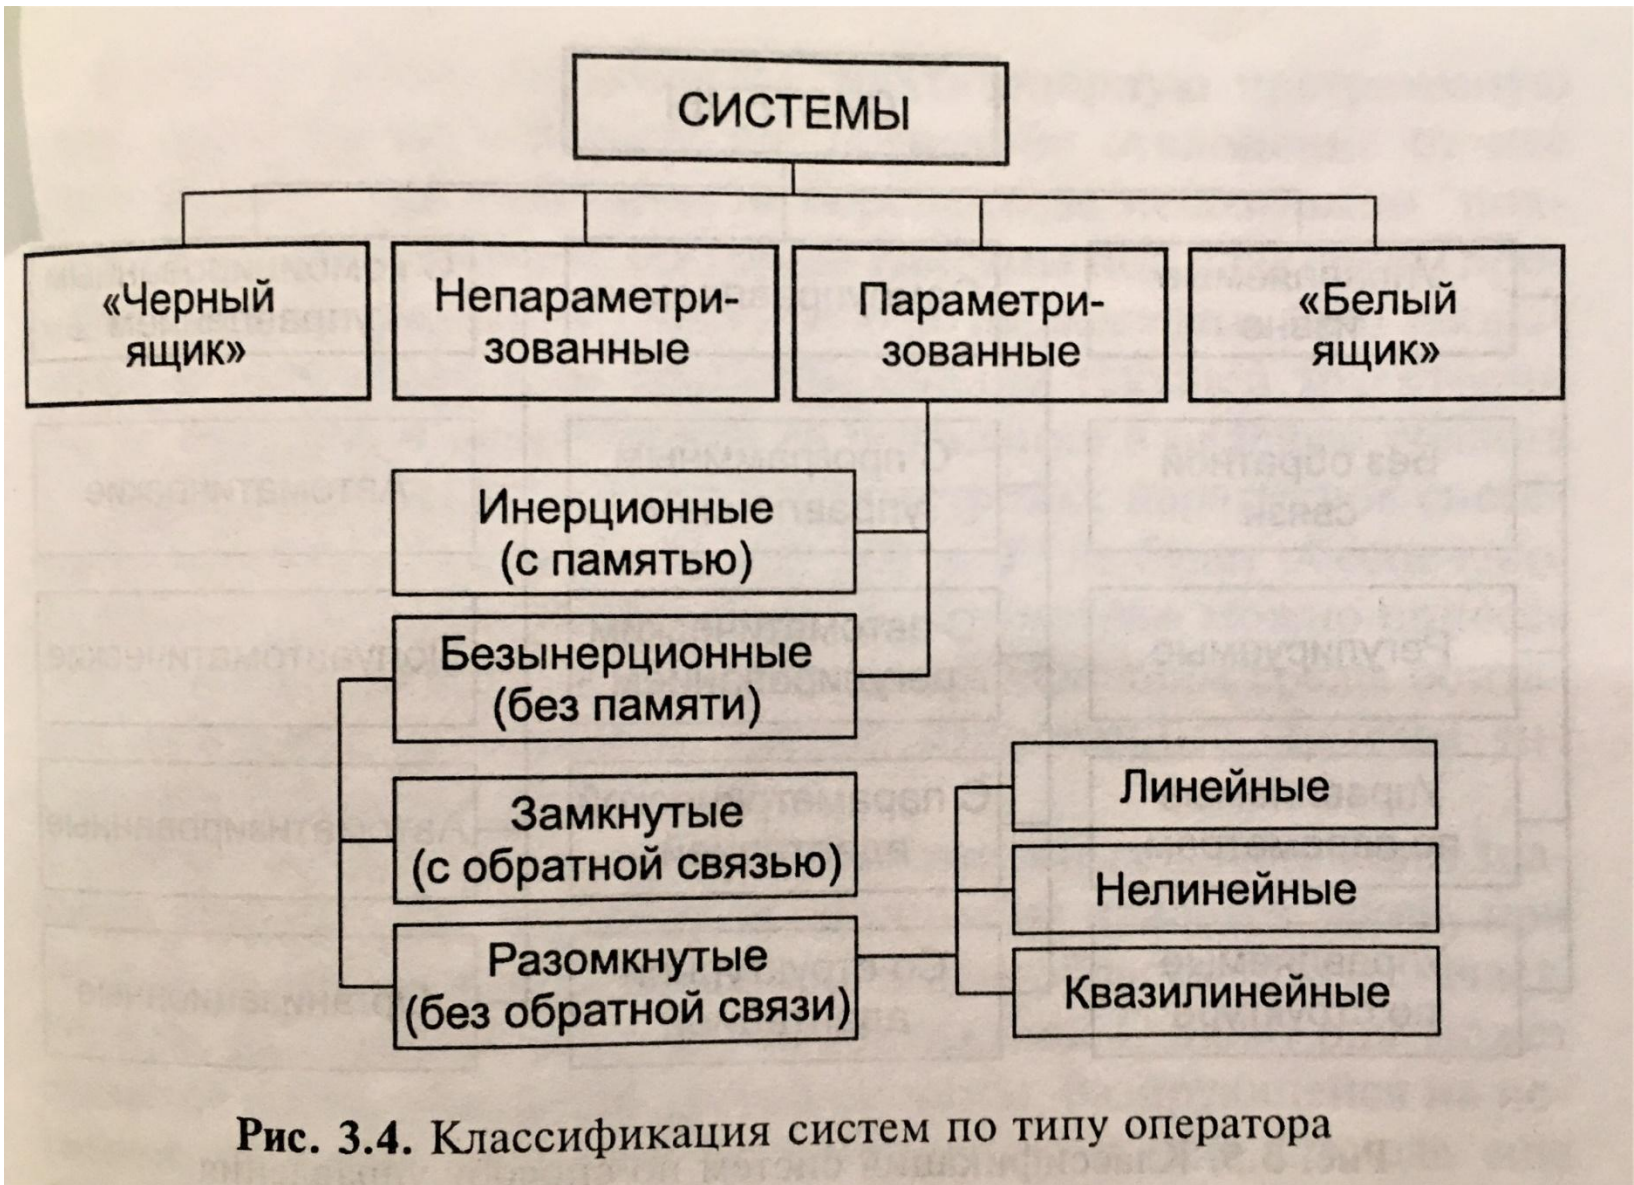 СИСТЕМЫ
«Черный
ящик»
Непараметри-
зованные
Параметри-
зованные
«Белый
ящик»
Инерционные
(с памятью)
Безынерционные
(без памяти)
Замкнутые
(с обратной связью)
Разомкнутые
(без обратной связи)
Линейные
Нелинейные
Квазилинейные
Рис. 3.4. Классификация систем по типу оператора